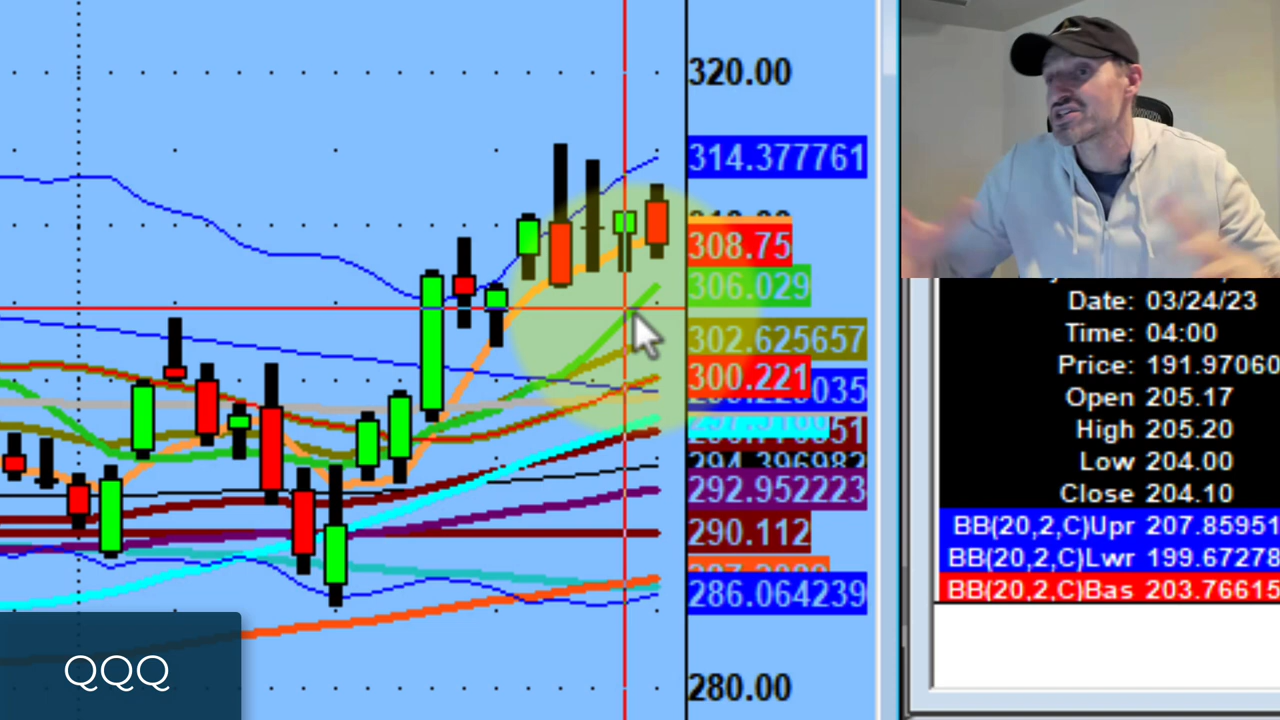 320.00
314.377761
308.75
306.029
302.625657
300.221
035
51
294.396982
292.952223
290.112
286.064239
280.00
QQQ
Date: 03/24/23
Time: 04:00
Price: 191.97060
Open 205.17
High 205.20
Low 204.00
Close 204.10
BB(20,2,C)Upr 207.85951
BB(20,2,C)Lwr 199.67278
BB(20,2,C)Bas 203.76615